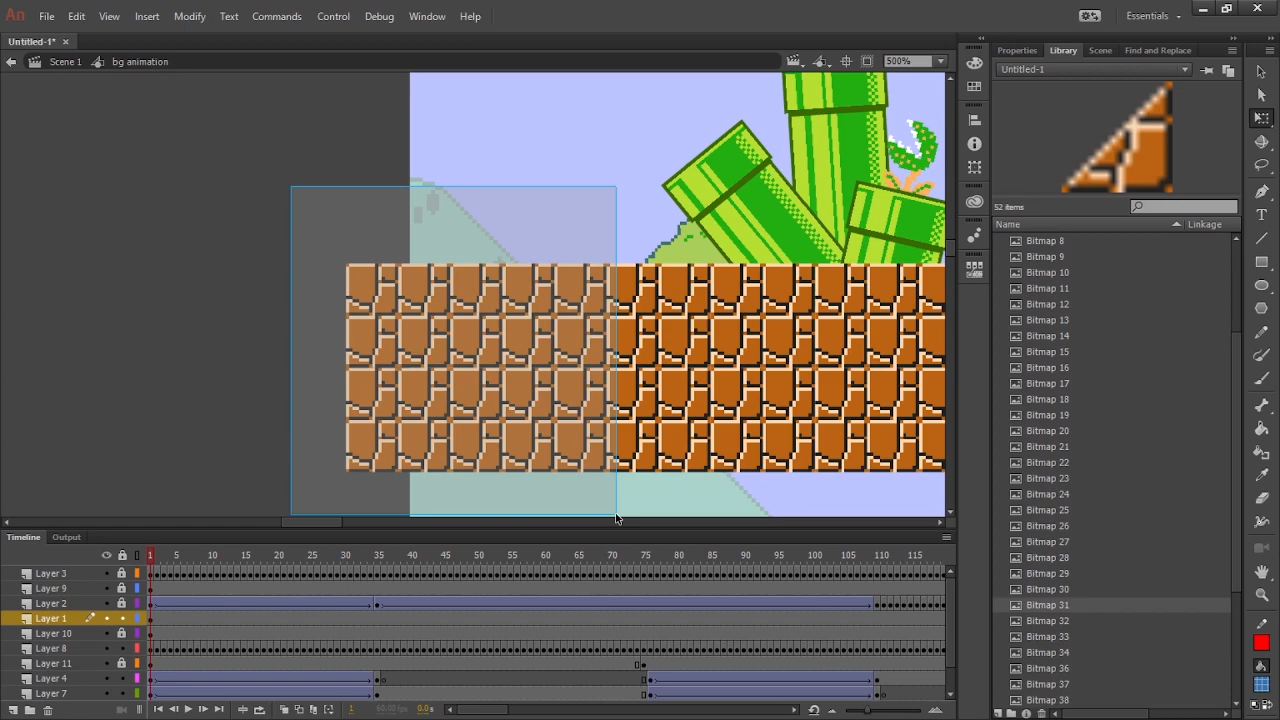 An File Edit View Insert Modify Text Commands Control Debug Window Help Essentials
Untitled-1* ×
Scene 1 bg animation 500%
Properties Library Scene Find and Replace
Untitled-1
52 items
Name Linkage
Bitmap 8
Bitmap 9
Bitmap 10
Bitmap 11
Bitmap 12
Bitmap 13
Bitmap 14
Bitmap 15
Bitmap 16
Bitmap 17
Bitmap 18
Bitmap 19
Bitmap 20
Bitmap 21
Bitmap 22
Bitmap 23
Bitmap 24
Bitmap 25
Bitmap 26
Bitmap 27
Bitmap 28
Bitmap 29
Bitmap 30
Bitmap 31
Bitmap 32
Bitmap 33
Bitmap 34
Bitmap 36
Bitmap 37
Bitmap 38
Timeline Output
1 5 10 15 20 25 30 35 40 45 50 55 60 65 70 75 80 85 90 95 100 105 110 115
Layer 3
Layer 9
Layer 2
Layer 1
Layer 10
Layer 8
Layer 11
Layer 4
Layer 7
1 60.00 fps 0.0 s